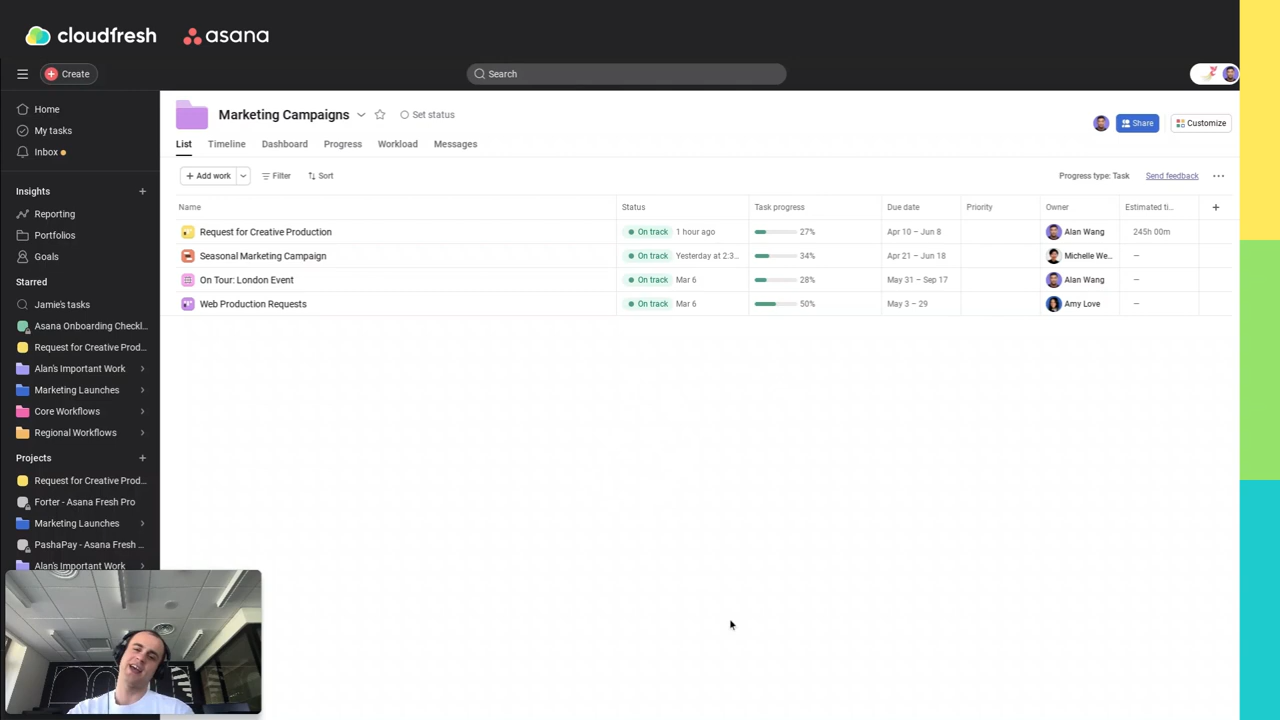 cloudfresh asana
Create
Search
Home
My tasks
Inbox
Insights
Reporting
Portfolios
Goals
Starred
Jamie's tasks
Asana Onboarding Checkl...
Request for Creative Prod...
Alan's Important Work
Marketing Launches
Core Workflows
Regional Workflows
Projects
Request for Creative Prod...
Forter - Asana Fresh Pro
Marketing Launches
PashaPay - Asana Fresh ...
Alan's Important Work
Marketing Campaigns
Set status
Share
Customize
List Timeline Dashboard Progress Workload Messages
Add work Filter Sort
Progress type: Task Send feedback
Name Status Task progress Due date Priority Owner Estimated ti...
Request for Creative Production On track 1 hour ago 27% Apr 10 – Jun 8 Alan Wang 245h 00m
Seasonal Marketing Campaign On track Yesterday at 2:3... 34% Apr 21 – Jun 18 Michelle We... –
On Tour: London Event On track Mar 6 28% May 31 – Sep 17 Alan Wang –
Web Production Requests On track Mar 6 50% May 3 – 29 Amy Love –